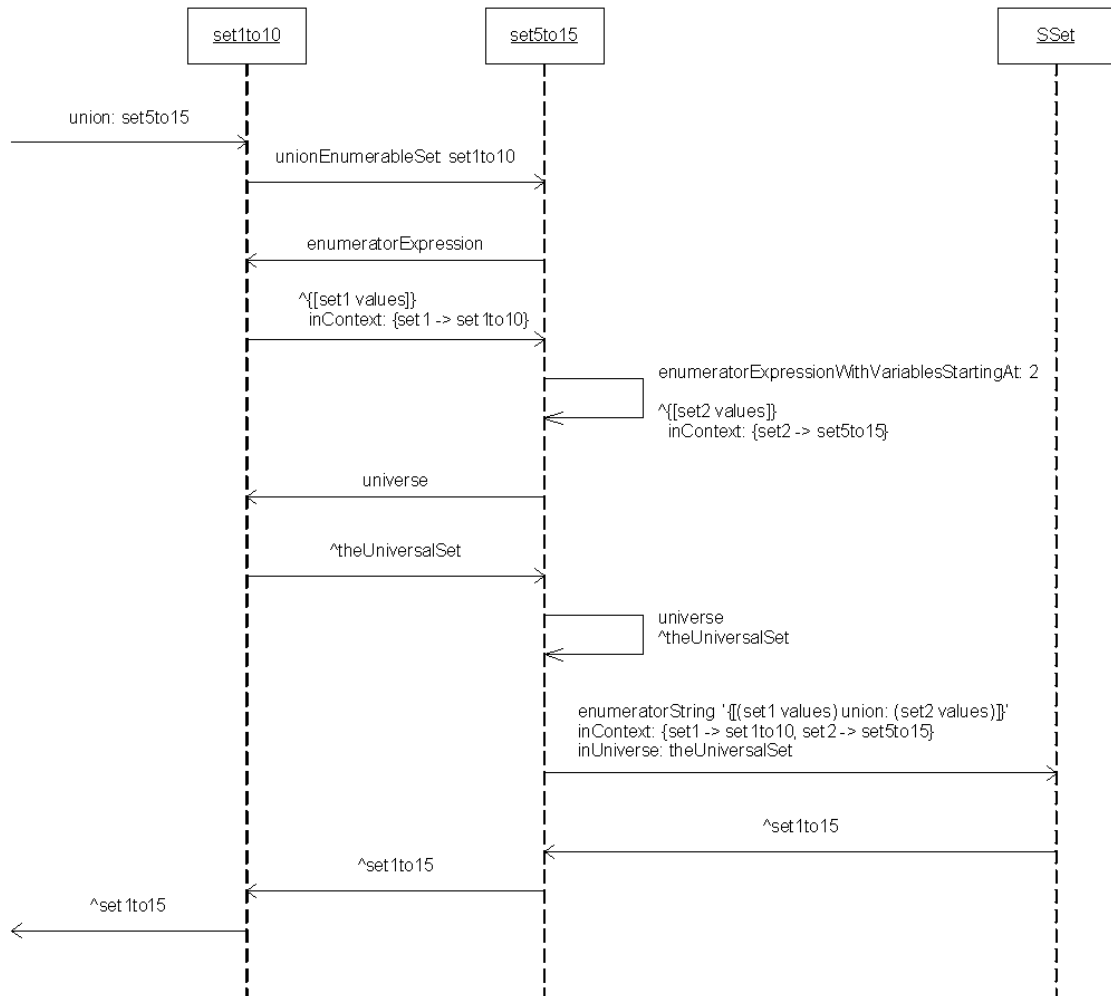 set1to10
set5to15
SSet
union: set5to15
unionEnumerableSet: set1to10
enumeratorExpression
^{[set1 values]}
inContext: {set1 -> set1to10}
enumeratorExpressionWithVariablesStartingAt: 2
^{[set2 values]}
inContext: {set2 -> set5to15}
universe
^theUniversalSet
universe
^theUniversalSet
enumeratorString '{[(set1 values) union: (set2 values)]}'
inContext: {set1 -> set1to10, set2 -> set5to15}
inUniverse: theUniversalSet
^set1to15
^set1to15
^set1to15